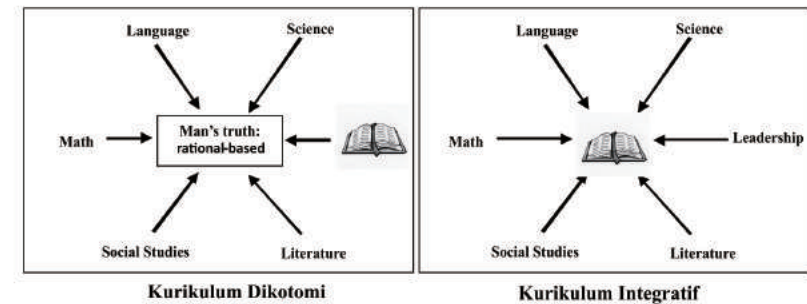 Language
Science
Math
Man's truth:
rational-based
Social Studies
Literature
Kurikulum Dikotomi
Language
Science
Math
Leadership
Social Studies
Literature
Kurikulum Integratif